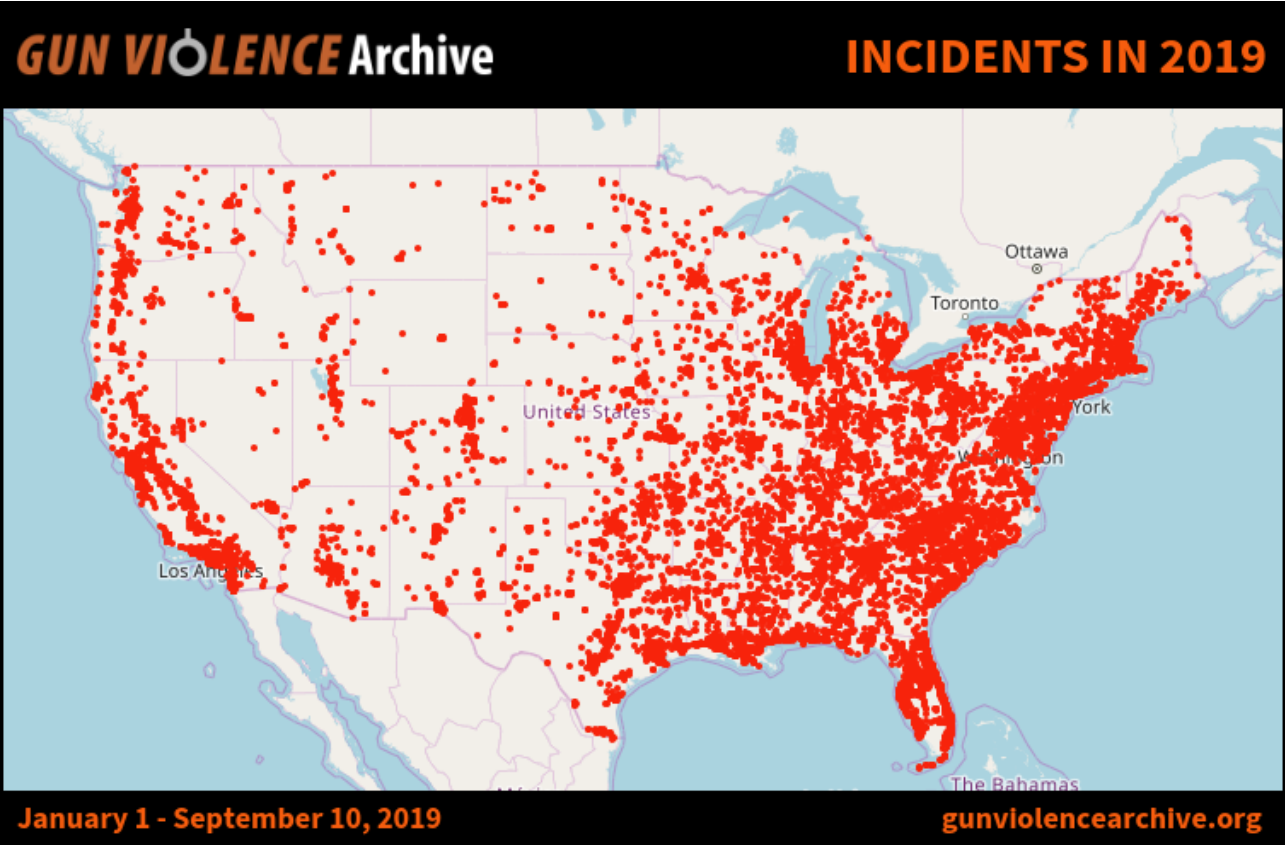 GUN VIOLENCE Archive
INCIDENTS IN 2019
Ottawa
Toronto
United States
York
Washington
Los Angeles
The Bahamas
January 1 - September 10, 2019
gunviolencearchive.org